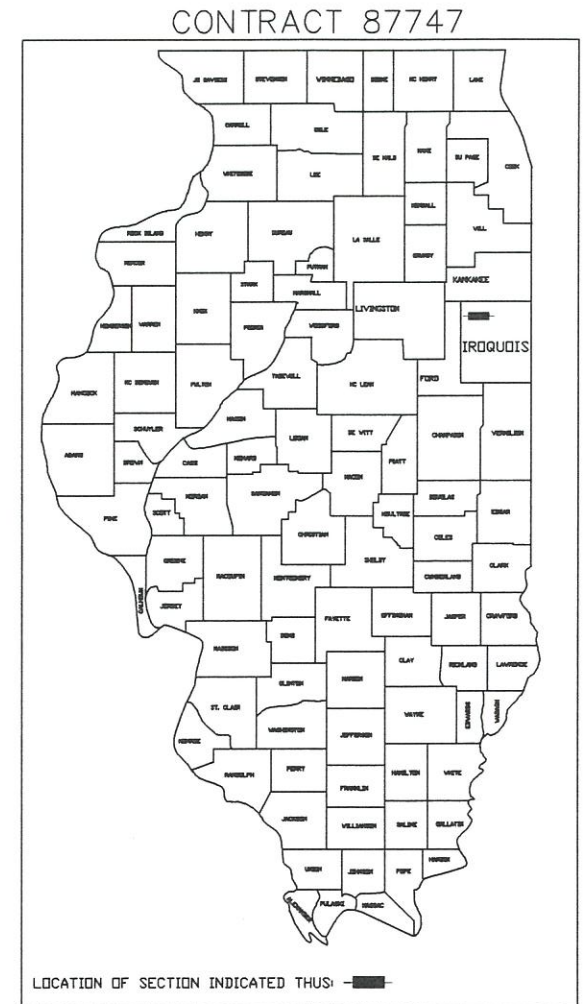 CONTRACT 87747
JO DAVIESS STEPHENSON WINNEBAGO BOONE MC HENRY LAKE
CARROLL OGLE
DE KALB KANE DU PAGE COOK
WHITESIDE LEE
KENDALL
ROCK ISLAND HENRY BUREAU LA SALLE WILL
MERCER GRUNDY
PUTNAM
STARK KANKAKEE
MARSHALL
KNOX LIVINGSTON
HENDERSON WARREN PEORIA WOODFORD
IROQUOIS
TAZEWELL
HANCOCK MC DONOUGH FULTON MC LEAN FORD
MASON
SCHUYLER DE WITT
LOGAN CHAMPAIGN VERMILION
ADAMS
BROWN CASS MENARD PIATT
MACON
MORGAN SANGAMON DOUGLAS
PIKE SCOTT MOULTRIE EDGAR
CHRISTIAN
COLES
GREENE SHELBY
MACOUPIN MONTGOMERY CUMBERLAND CLARK
CALHOUN
JERSEY
FAYETTE EFFINGHAM JASPER CRAWFORD
BOND
MADISON
CLAY RICHLAND LAWRENCE
CLINTON MARION
ST. CLAIR
WAYNE EDWARDS WABASH
WASHINGTON JEFFERSON
MONROE
PERRY
RANDOLPH HAMILTON WHITE
FRANKLIN
JACKSON
WILLIAMSON SALINE GALLATIN
UNION JOHNSON POPE HARDIN
ALEXANDER PULASKI MASSAC
LOCATION OF SECTION INDICATED THUS: